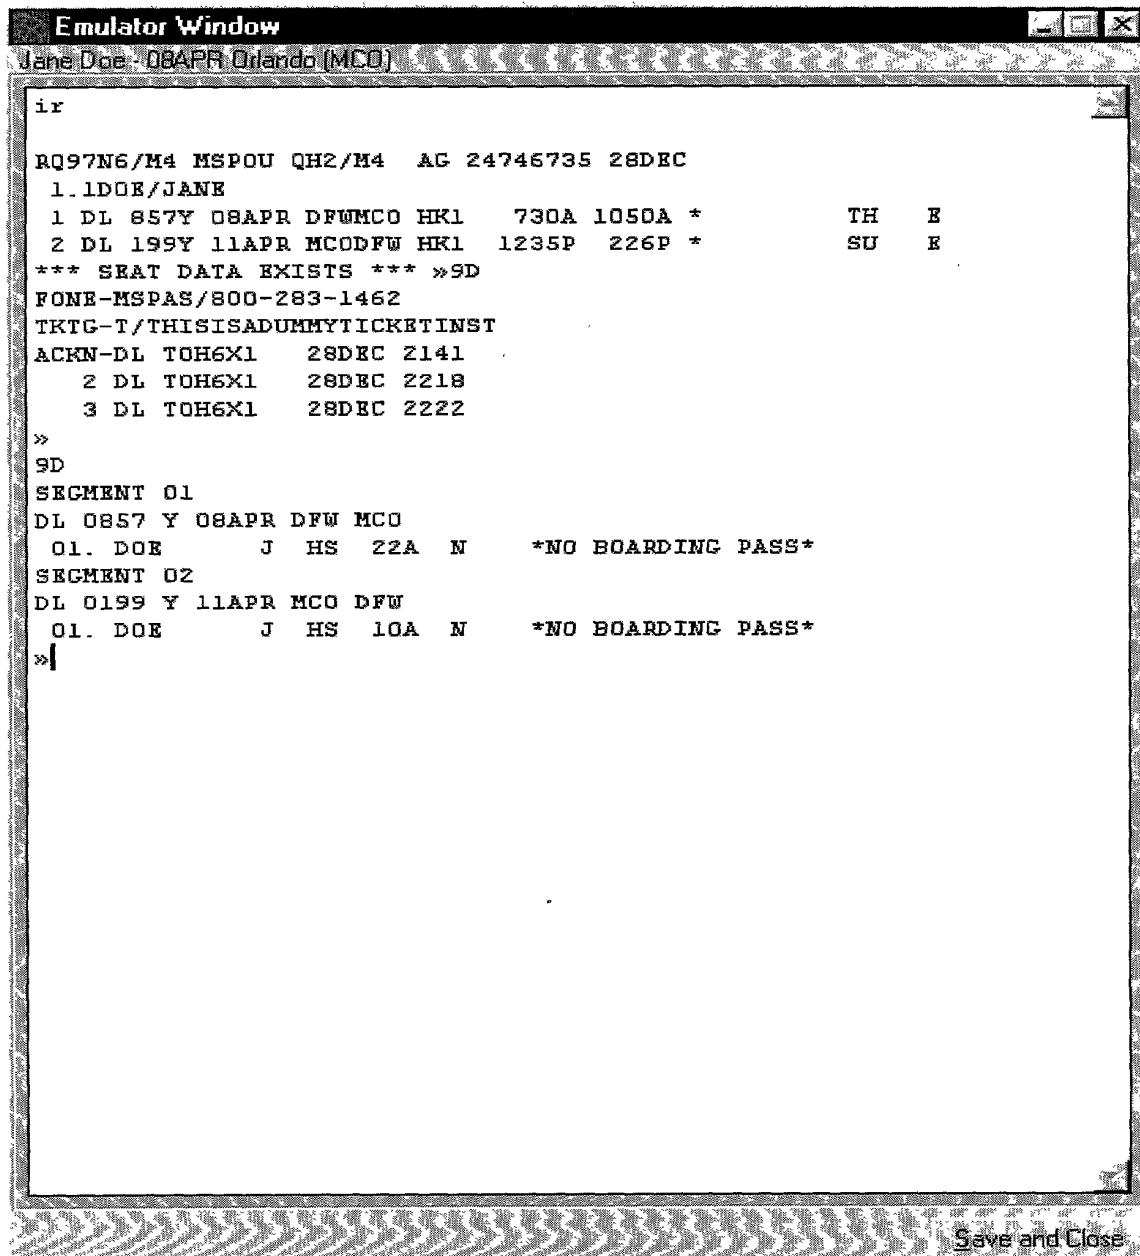 Emulator Window
Jane Doe - 08APR Orlando (MCO)
ir
RQ97N6/M4 MSPOU QH2/M4 AG 24746735 28DEC
1.1DOE/JANE
1 DL 857Y 08APR DFWMCO HK1 730A 1050A * TH E
2 DL 199Y 11APR MCODFW HK1 1235P 226P * SU E
*** SEAT DATA EXISTS *** »9D
FONE-MSPAS/800-283-1462
TKTG-T/THISISADUMMYTICKETINST
ACKN-DL TOH6X1 28DEC 2141
2 DL TOH6X1 28DEC 2218
3 DL TOH6X1 28DEC 2222
»
9D
SEGMENT 01
DL 0857 Y 08APR DFW MCO
01. DOE J HS 22A N *NO BOARDING PASS*
SEGMENT 02
DL 0199 Y 11APR MCO DFW
01. DOE J HS 10A N *NO BOARDING PASS*
»
Save and Close